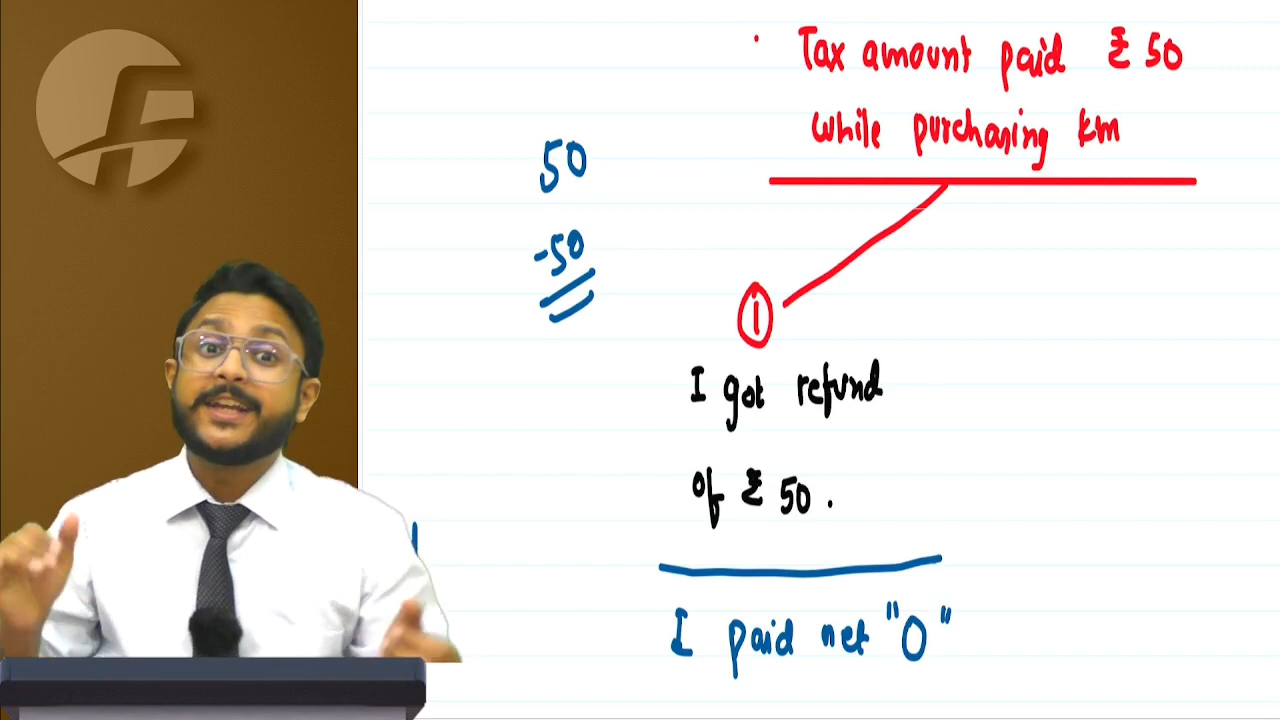 Tax amount paid ₹ 50
while purchasing km
50
-50
1
I got refund
of ₹ 50.
I paid net "0"